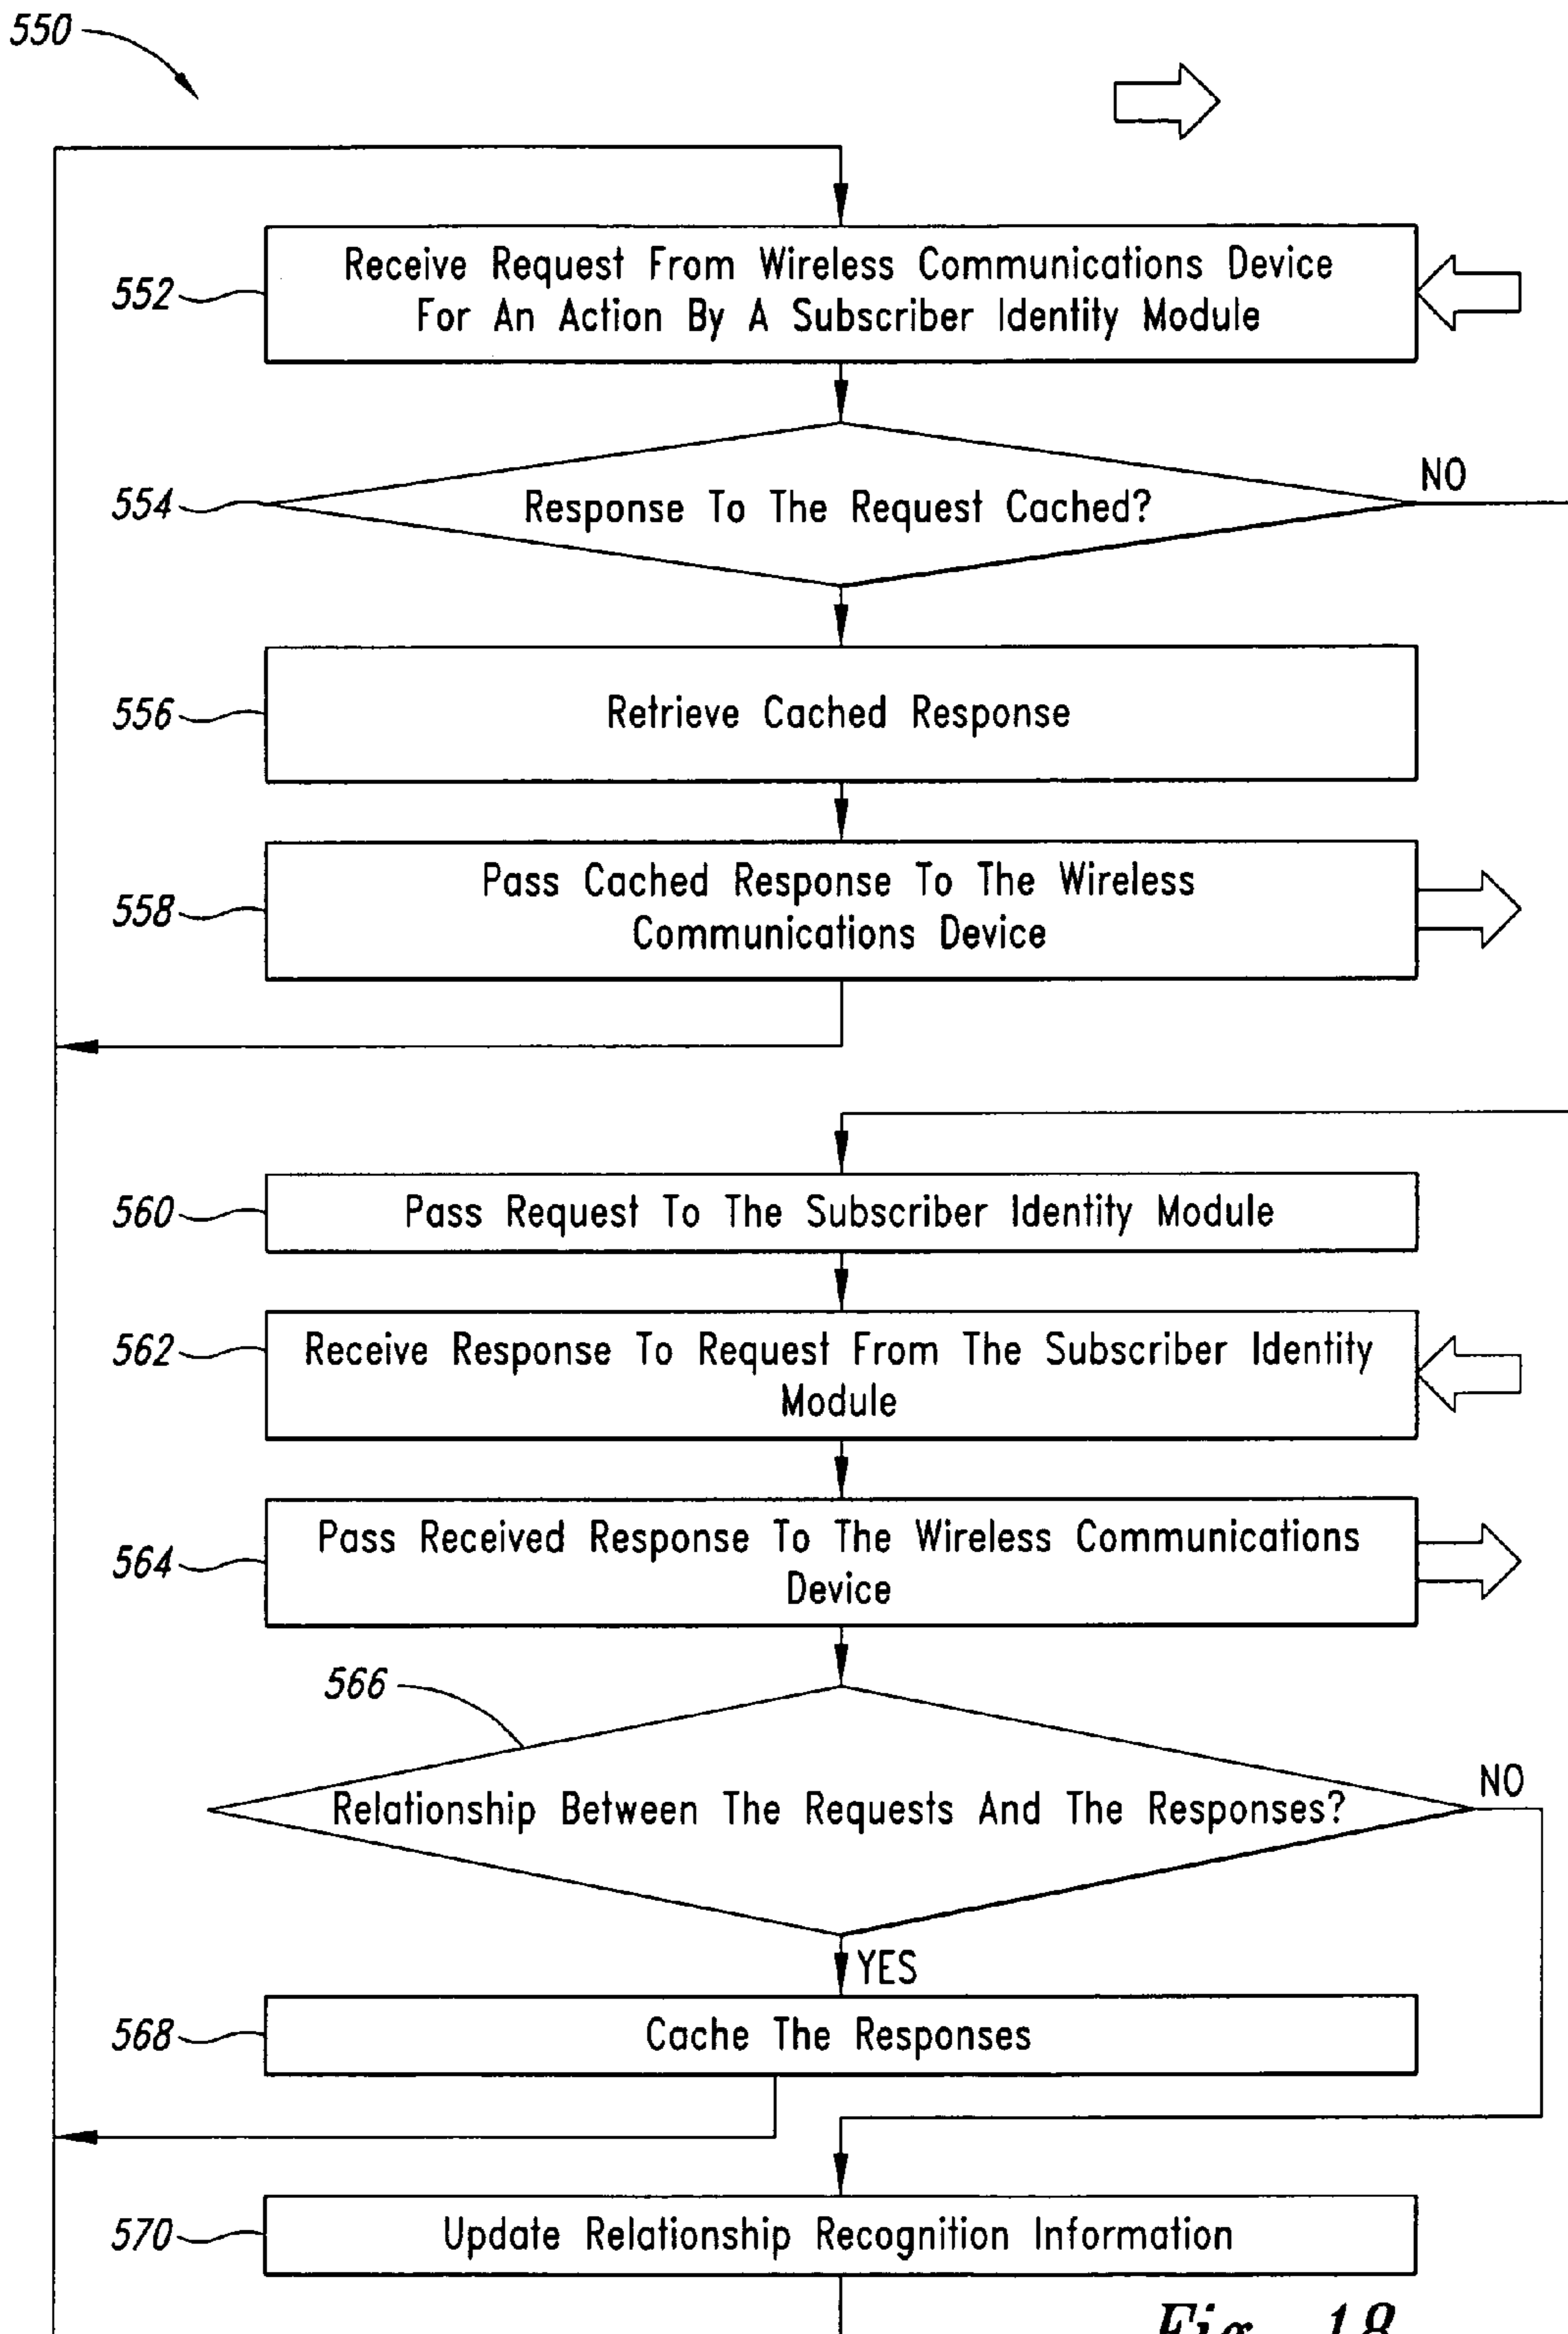 550
552
Receive Request From Wireless Communications Device
For An Action By A Subscriber Identity Module
554
Response To The Request Cached?
NO
556
Retrieve Cached Response
558
Pass Cached Response To The Wireless
Communications Device
560
Pass Request To The Subscriber Identity Module
562
Receive Response To Request From The Subscriber Identity
Module
564
Pass Received Response To The Wireless Communications
Device
566
Relationship Between The Requests And The Responses?
NO
YES
568
Cache The Responses
570
Update Relationship Recognition Information
Fig. 18